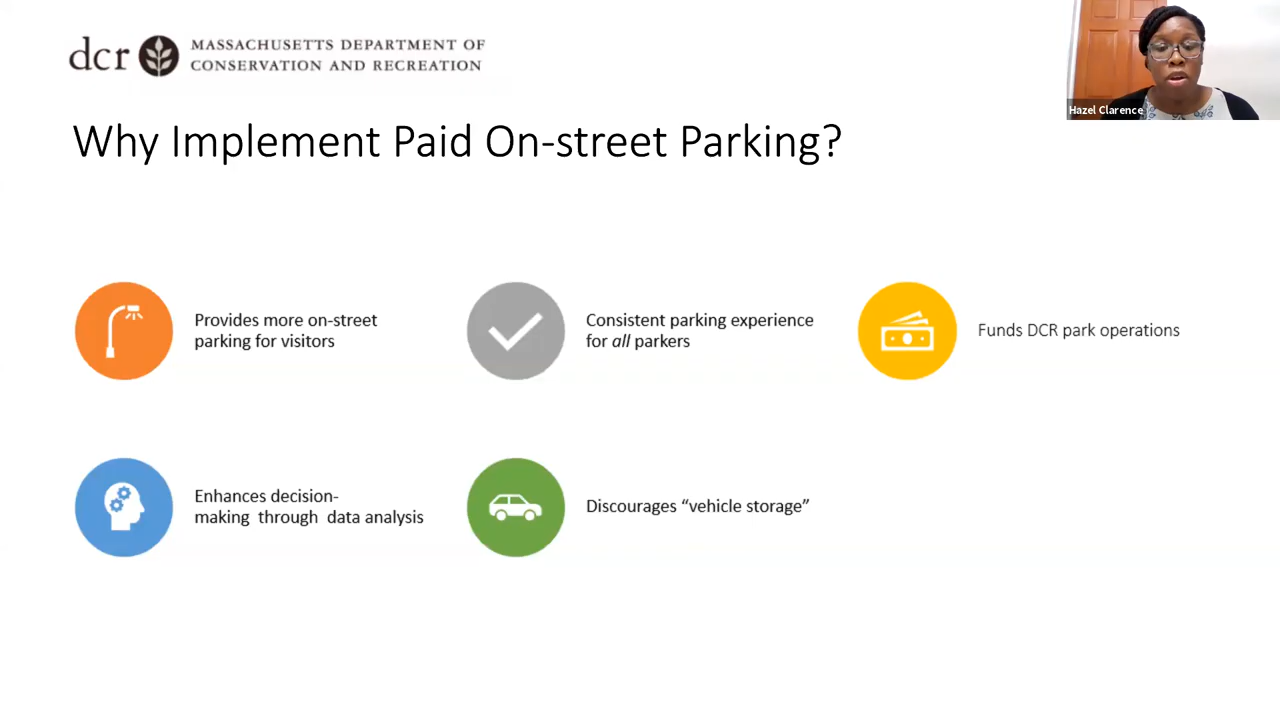 dcr
MASSACHUSETTS DEPARTMENT OF
CONSERVATION AND RECREATION
Hazel Clarence
Why Implement Paid On-street Parking?
Provides more on-street
parking for visitors
Consistent parking experience
for all parkers
Funds DCR park operations
Enhances decision-
making through data analysis
Discourages “vehicle storage”